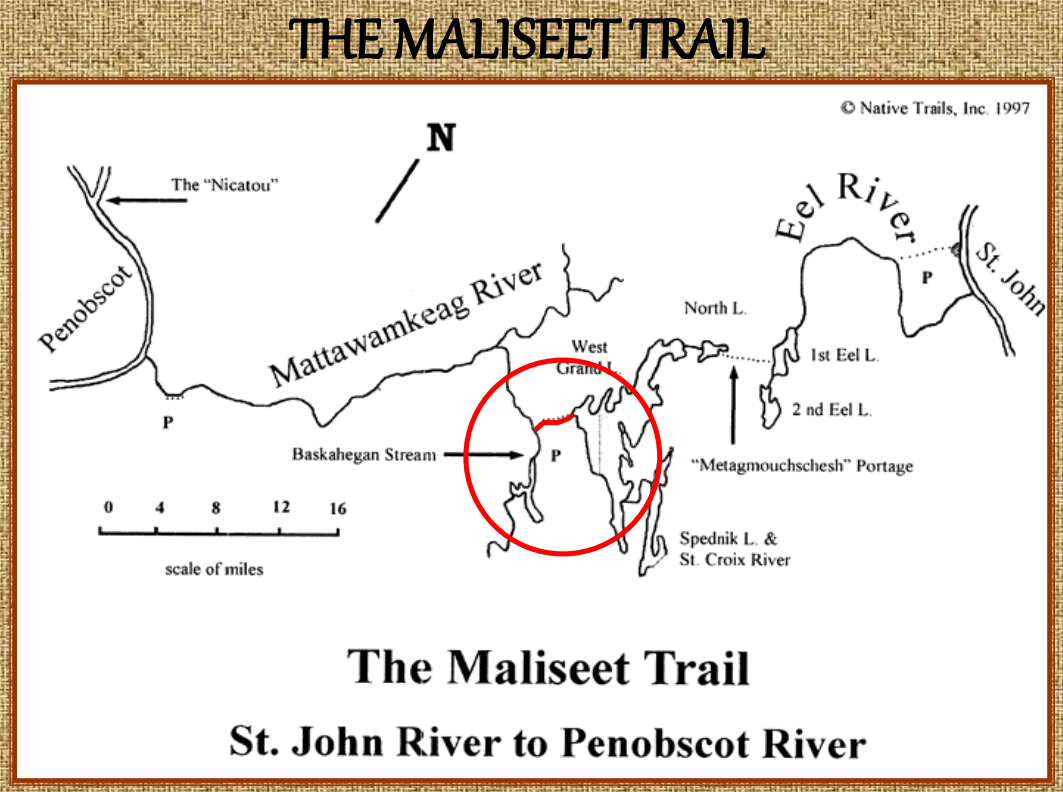 THE MALISEET TRAIL
© Native Trails, Inc. 1997
N
The “Nicatou”
Eel River
St. John
Penobscot
Mattawamkeag River
P
North L.
West
Grand L.
1st Eel L.
P
2 nd Eel L.
Baskahegan Stream
P
“Metagmouchschesh” Portage
0 4 8 12 16
scale of miles
Spednik L. &
St. Croix River
The Maliseet Trail
St. John River to Penobscot River